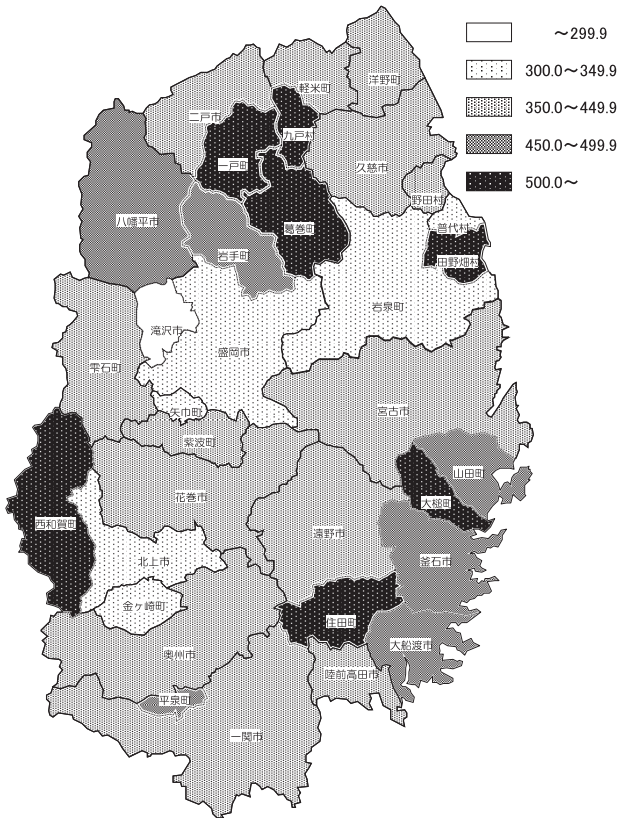 ～299.9
300.0～349.9
350.0～449.9
450.0～499.9
500.0～
洋野町
軽米町
二戸市
九戸村
一戸町
久慈市
野田村
八幡平市
葛巻町
普代村
岩手町
田野畑村
岩泉町
滝沢市
盛岡市
雫石町
矢巾町
宮古市
紫波町
山田町
花巻市
大槌町
西和賀町
遠野市
北上市
釜石市
金ヶ崎町
住田町
大船渡市
奥州市
陸前高田市
平泉町
一関市